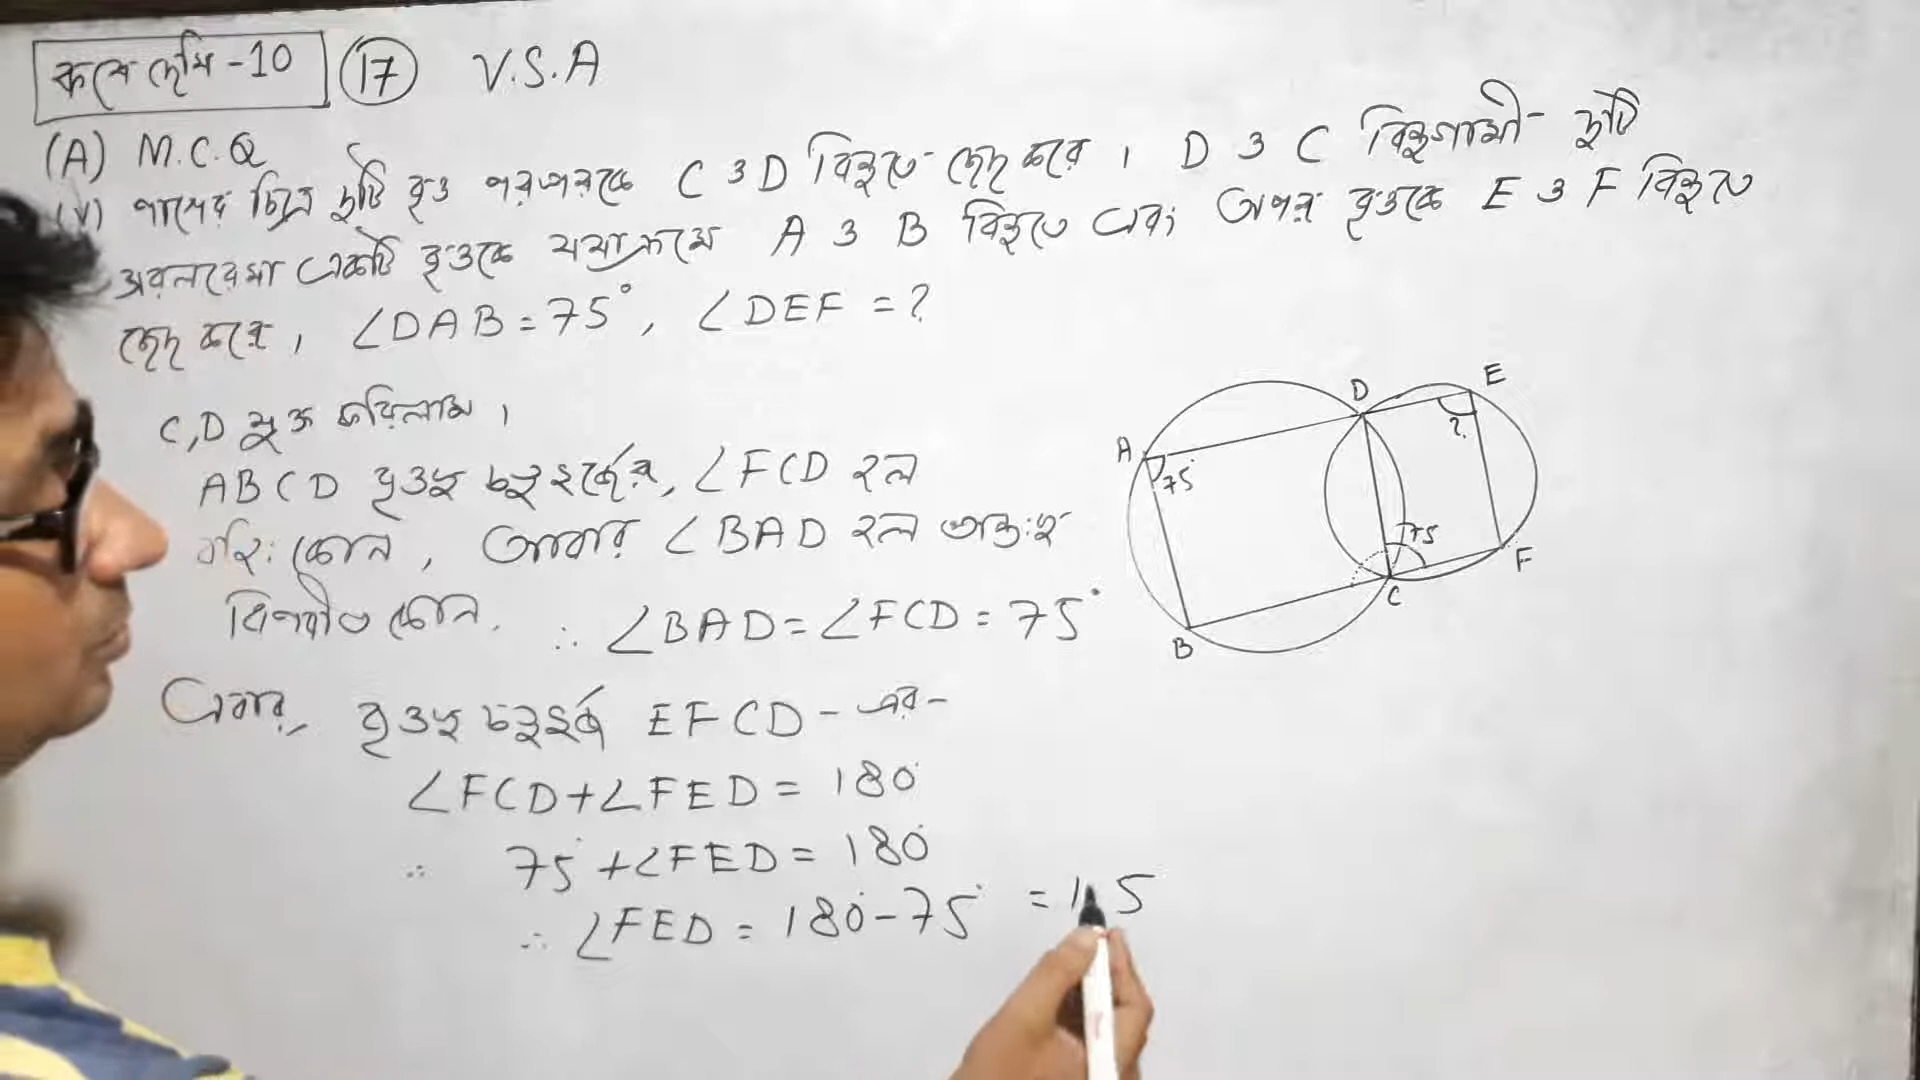 কষে দেখি - 10 (17) V.S.A
(A) M.C.Q
(V) পাশের চিত্রে দুটি বৃত্ত পরস্পরকে C ও D বিন্দুতে ছেদ করে। D ও C বিন্দুগামী দুটি
সরলরেখা একটি বৃত্তকে যথাক্রমে A ও B বিন্দুতে এবং অপর বৃত্তকে E ও F বিন্দুতে
ছেদ করে, ∠DAB = 75°, ∠DEF = ?
C, D যুক্ত করিলাম।
ABCD বৃত্তস্থ চতুর্ভুজের, ∠FCD হল
বহিঃ কোন, আবার ∠BAD হল অন্তঃস্থ
বিপরীত কোন. ∴ ∠BAD = ∠FCD = 75°
এবার, বৃত্তস্থ চতুর্ভুজ EFCD - এর -
∠FCD + ∠FED = 180°
∴ 75° + ∠FED = 180°
∴ ∠FED = 180° - 75°
A
75°
B
D
E
?
75
C
F